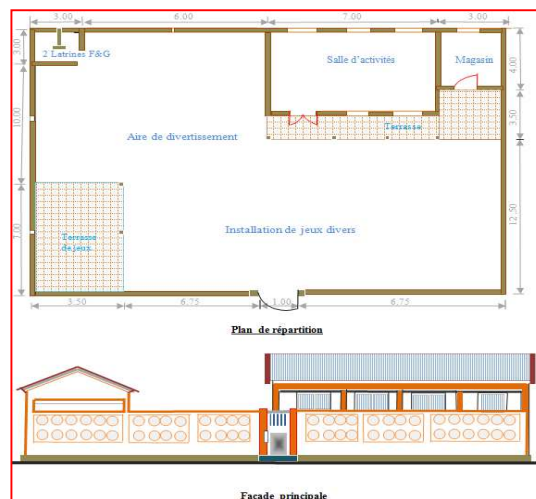 3.00 6.00 7.00 3.00
3.00
2 Latrines F&G
Salle d'activités
Magasin
4.00
10.00
Aire de divertissement
Terrasse
3.50
Terrasse
de jeux
Installation de jeux divers
7.00
12.50
3.50 6.75 1.00 6.75
Plan de répartition
Façade principale